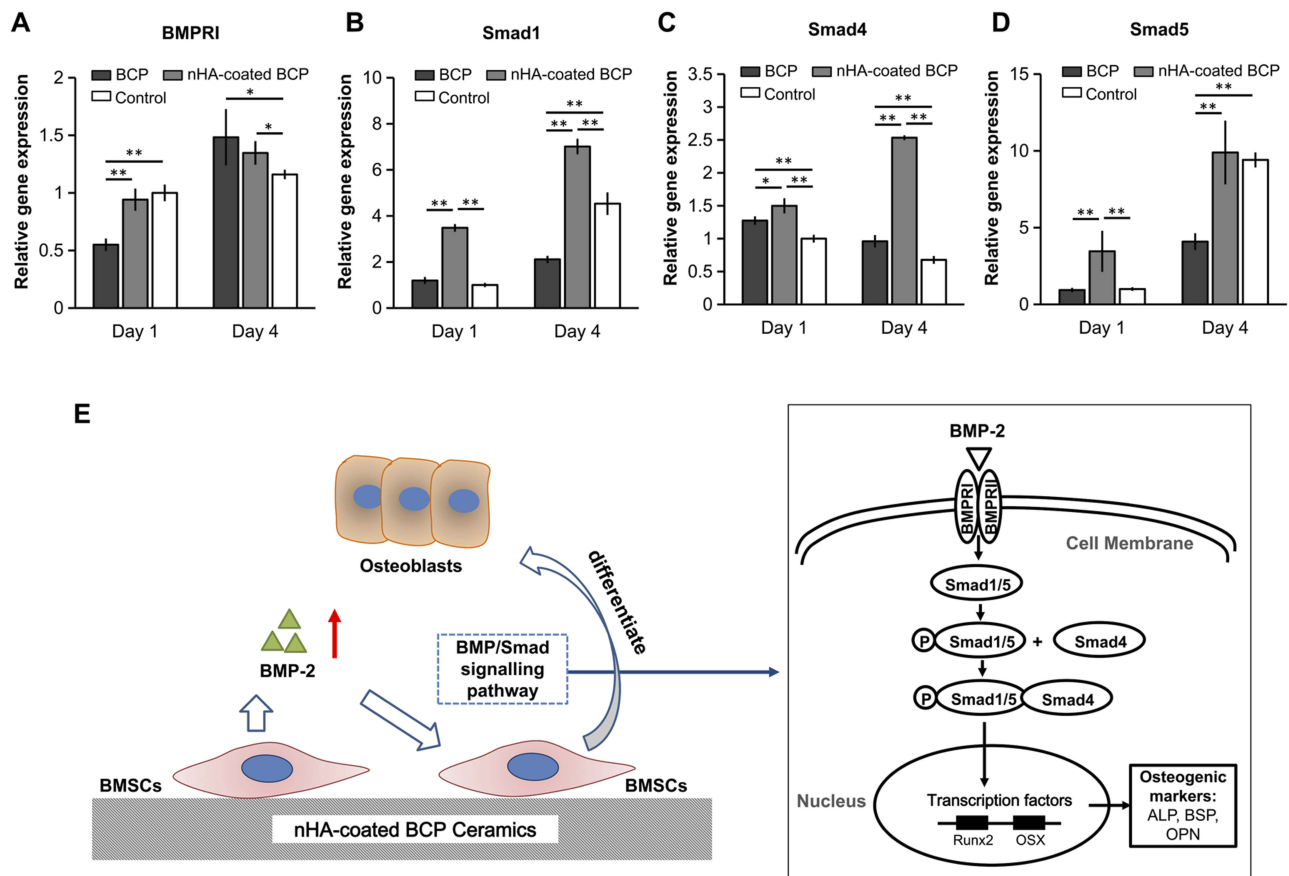 A
BMPRI
BCP nHA-coated BCP
Control
Relative gene expression
2
1.5
1
0.5
0
** ** * *
Day 1 Day 4
B
Smad1
BCP nHA-coated BCP
Control
Relative gene expression
10
8
6
4
2
0
** ** ** ** **
Day 1 Day 4
C
Smad4
BCP nHA-coated BCP
Control
Relative gene expression
3.5
3
2.5
2
1.5
1
0.5
0
** * ** ** ** **
Day 1 Day 4
D
Smad5
BCP nHA-coated BCP
Control
Relative gene expression
15
10
5
0
** ** ** **
Day 1 Day 4
E
Osteoblasts
differentiate
BMP-2
BMP/Smad
signalling
pathway
BMSCs
BMSCs
nHA-coated BCP Ceramics
BMP-2
BMPRI
BMPRII
Cell Membrane
Smad1/5
P Smad1/5 + Smad4
P Smad1/5 Smad4
Nucleus
Transcription factors
Runx2 OSX
Osteogenic
markers:
ALP, BSP,
OPN